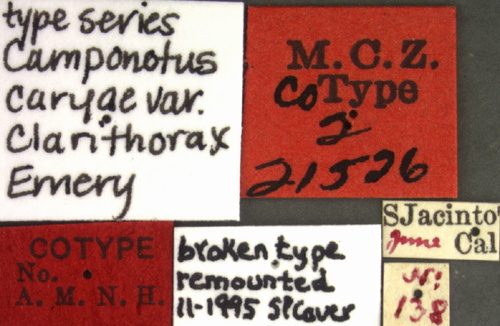 type series
Camponotus
caryae var.
Clarithorax
Emery
M.C.Z.
CoType
2
21526
COTYPE
No.
A. M. N. H.
broken type
remounted
11-1995 SPCover
SJacinto
June Cal
138